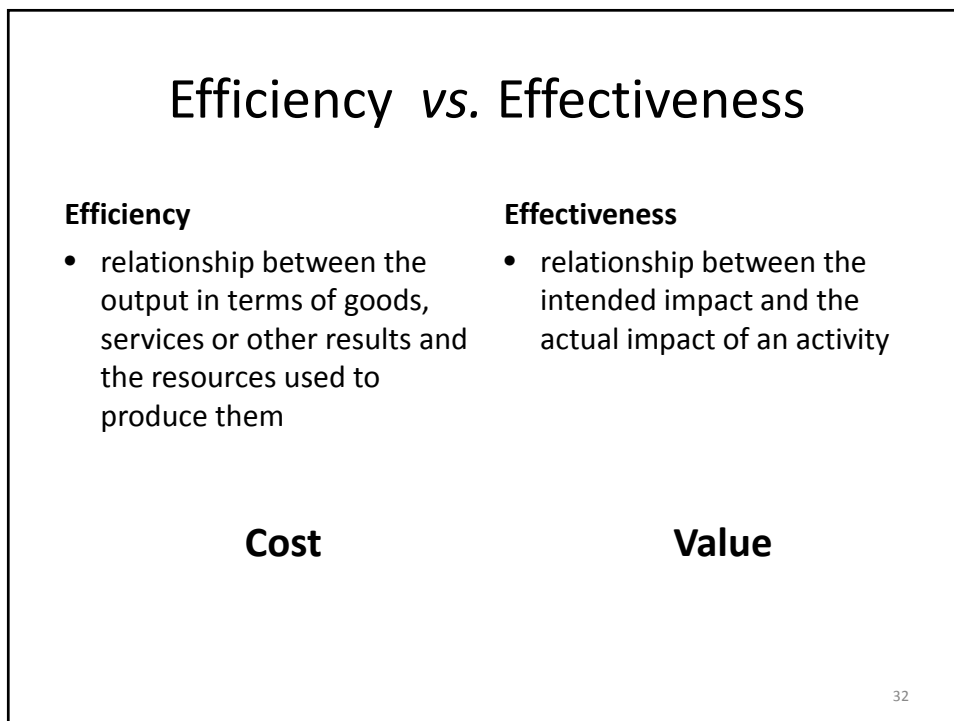 Efficiency vs. Effectiveness
Efficiency
• relationship between the
output in terms of goods,
services or other results and
the resources used to
produce them
Cost
Effectiveness
• relationship between the
intended impact and the
actual impact of an activity
Value
32